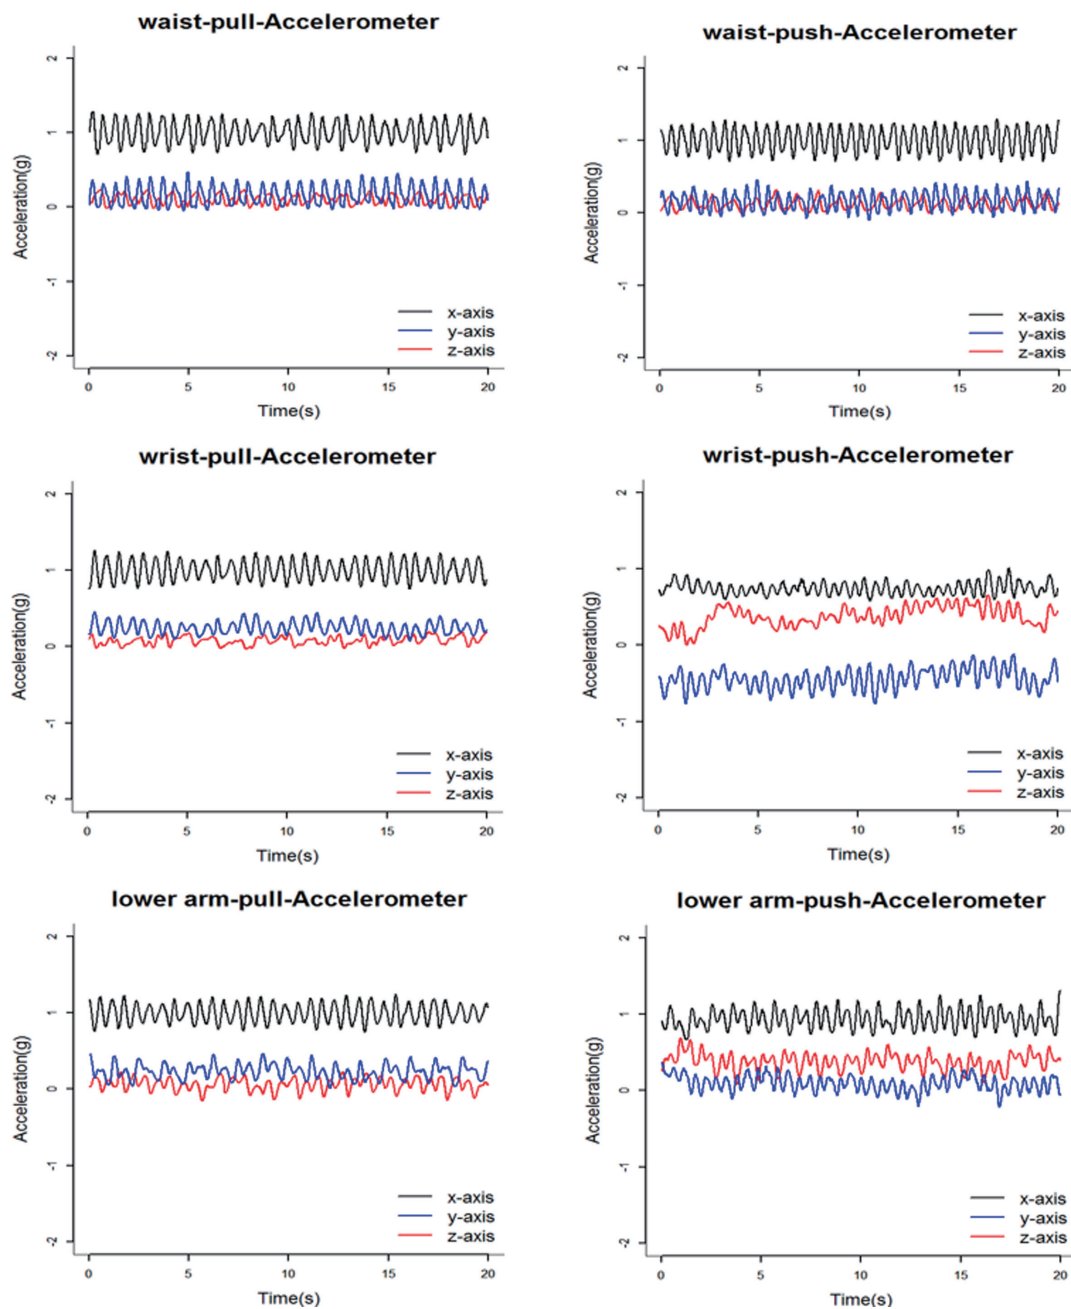 waist-pull-Accelerometer
Acceleration(g)
2
1
0
-1
-2
x-axis
y-axis
z-axis
0 5 10 15 20
Time(s)
waist-push-Accelerometer
Acceleration(g)
2
1
0
-1
-2
x-axis
y-axis
z-axis
0 5 10 15 20
Time(s)
wrist-pull-Accelerometer
Acceleration(g)
2
1
0
-1
-2
x-axis
y-axis
z-axis
0 5 10 15 20
Time(s)
wrist-push-Accelerometer
Acceleration(g)
2
1
0
-1
-2
x-axis
y-axis
z-axis
0 5 10 15 20
Time(s)
lower arm-pull-Accelerometer
Acceleration(g)
2
1
0
-1
-2
x-axis
y-axis
z-axis
0 5 10 15 20
Time(s)
lower arm-push-Accelerometer
Acceleration(g)
2
1
0
-1
-2
x-axis
y-axis
z-axis
0 5 10 15 20
Time(s)